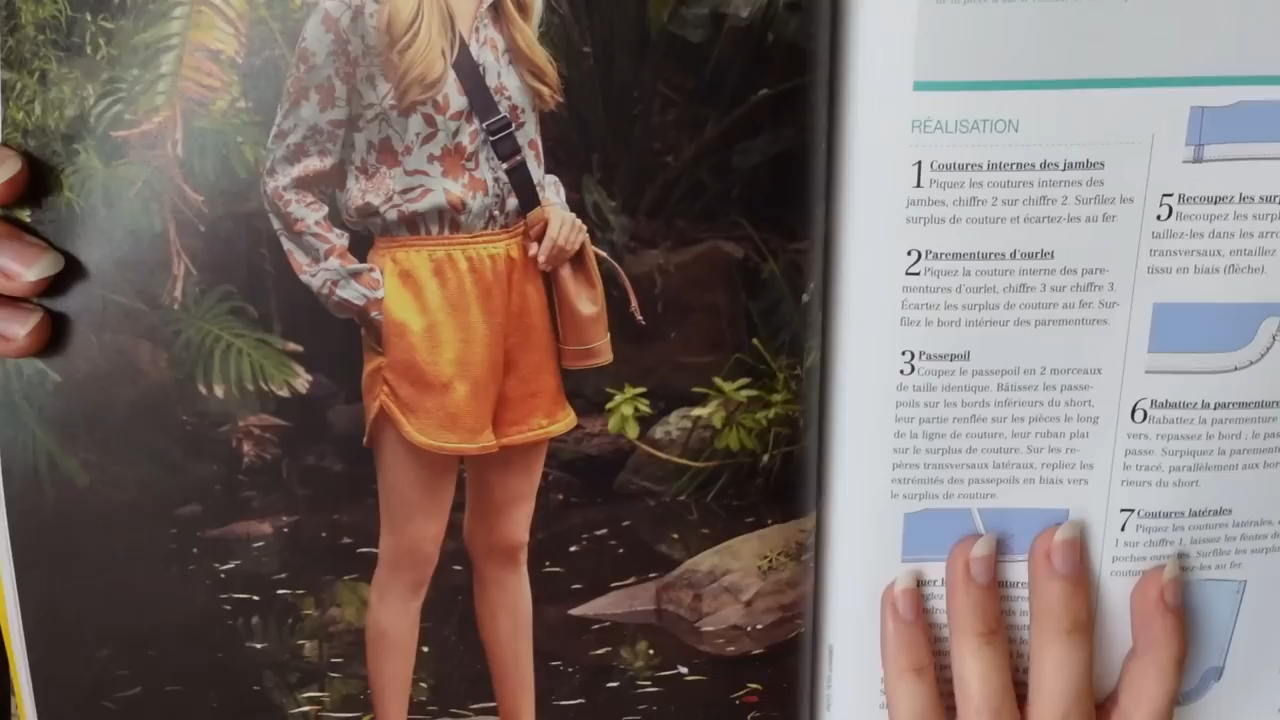 RÉALISATION
1 Coutures internes des jambes
Piquez les coutures internes des
jambes, chiffre 2 sur chiffre 2. Surfilez les
surplus de couture et écartez-les au fer.
2 Parementures d'ourlet
Piquez la couture interne des pare-
mentures d'ourlet, chiffre 3 sur chiffre 3.
Écartez les surplus de couture au fer. Sur-
filez le bord intérieur des parementures.
3 Passepoil
Coupez le passepoil en 2 morceaux
de taille identique. Bâtissez les passe-
poils sur les bords inférieurs du short,
leur partie renflée sur les pièces le long
de la ligne de couture, leur ruban plat
sur le surplus de couture. Sur les re-
pères transversaux latéraux, repliez les
extrémités des passepoils en biais vers
le surplus de couture.
5 Recoupez les sur
Recoupez les surp
taillez-les dans les arro
transversaux, entaillez
tissu en biais (flèche).
6 Rabattez la parementure
Rabattez la parementure
vers, repassez le bord ; le pas
passe. Surpiquez la paremen
le tracé, parallèlement aux bor
rieurs du short.
7 Coutures latérales
Piquez les coutures latérales,
1 sur chiffre 1, laissez les fentes de
poches ouvertes. Surfilez les surplu
coutur nez-les au fer.